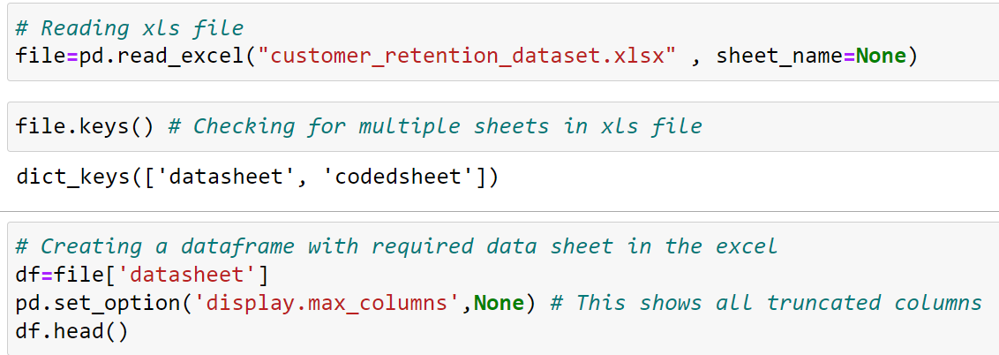 # Reading xls file
file=pd.read_excel("customer_retention_dataset.xlsx" , sheet_name=None)
file.keys() # Checking for multiple sheets in xls file
dict_keys(['datasheet', 'codedsheet'])
# Creating a dataframe with required data sheet in the excel
df=file['datasheet']
pd.set_option('display.max_columns',None) # This shows all truncated columns
df.head()